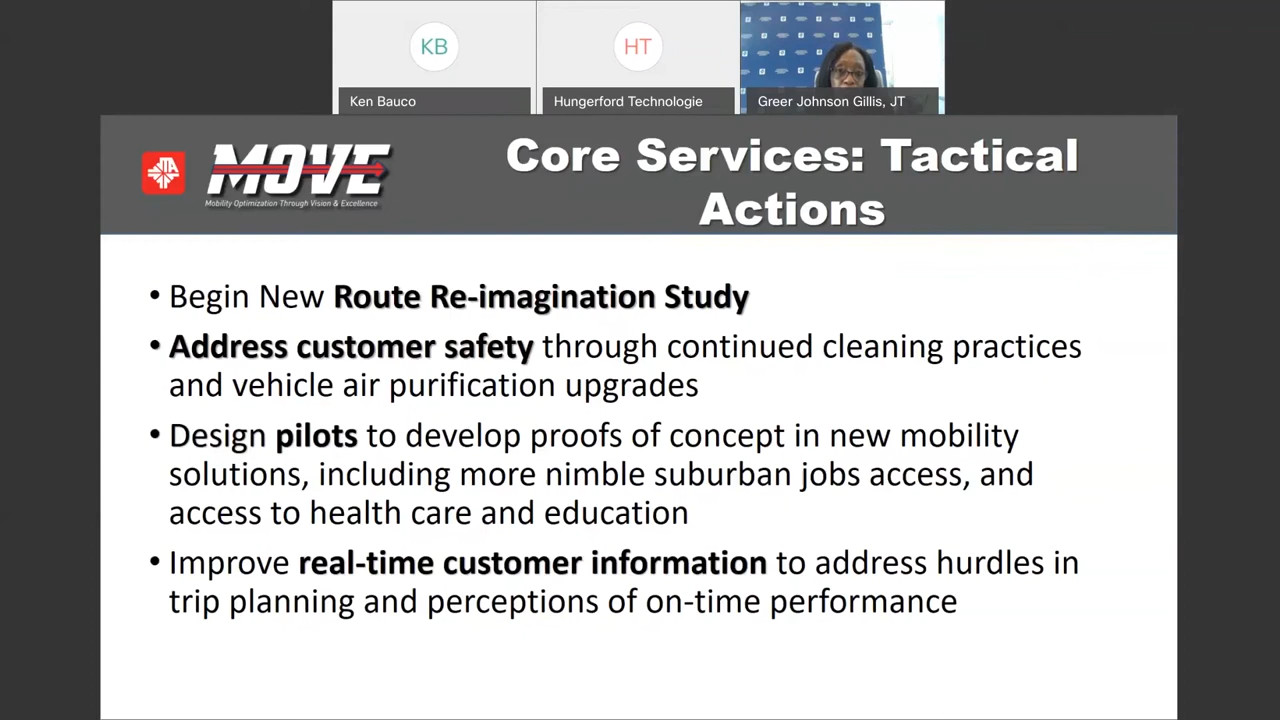 KB
HT
Ken Bauco
Hungerford Technologie
Greer Johnson Gillis, JT
JTA
MOVE
Mobility Optimization Through Vision & Excellence
Core Services: Tactical
Actions
• Begin New Route Re-imagination Study
• Address customer safety through continued cleaning practices
and vehicle air purification upgrades
• Design pilots to develop proofs of concept in new mobility
solutions, including more nimble suburban jobs access, and
access to health care and education
• Improve real-time customer information to address hurdles in
trip planning and perceptions of on-time performance